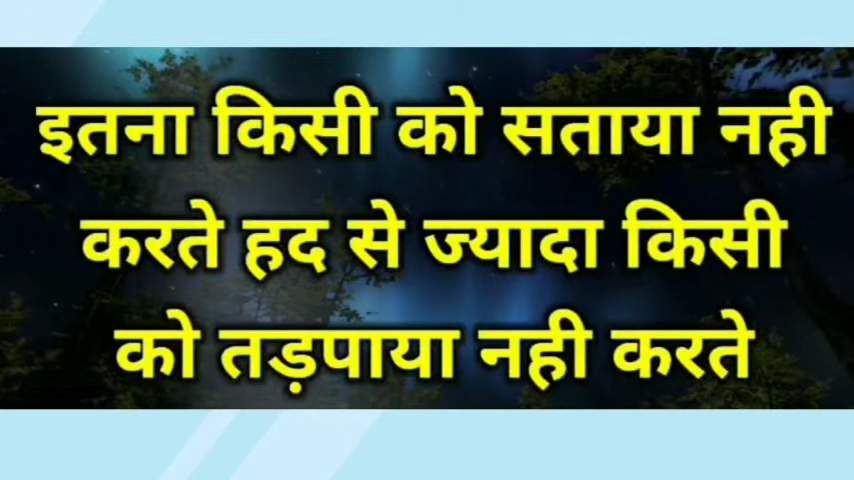 इतना किसी को सताया नही
करते हद से ज्यादा किसी
को तड़पाया नही करते